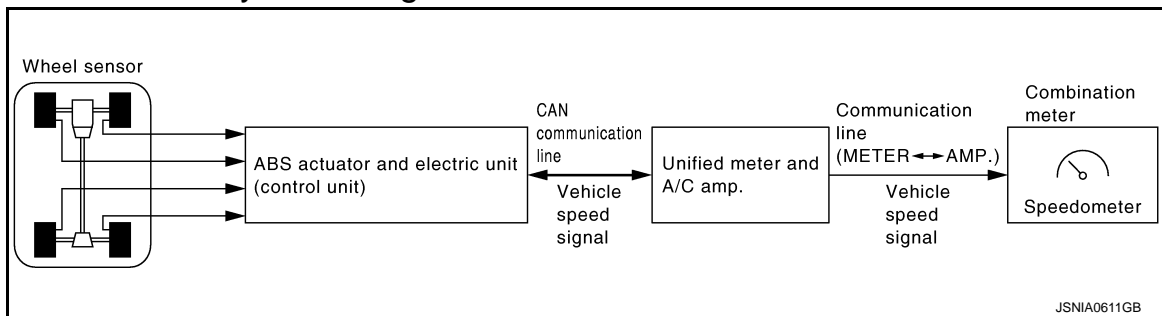 Wheel sensor
ABS actuator and electric unit
(control unit)
CAN
communication
line
Vehicle
speed
signal
Unified meter and
A/C amp.
Communication
line
(METER↔AMP.)
Vehicle
speed
signal
Combination
meter
Speedometer
JSNIA0611GB